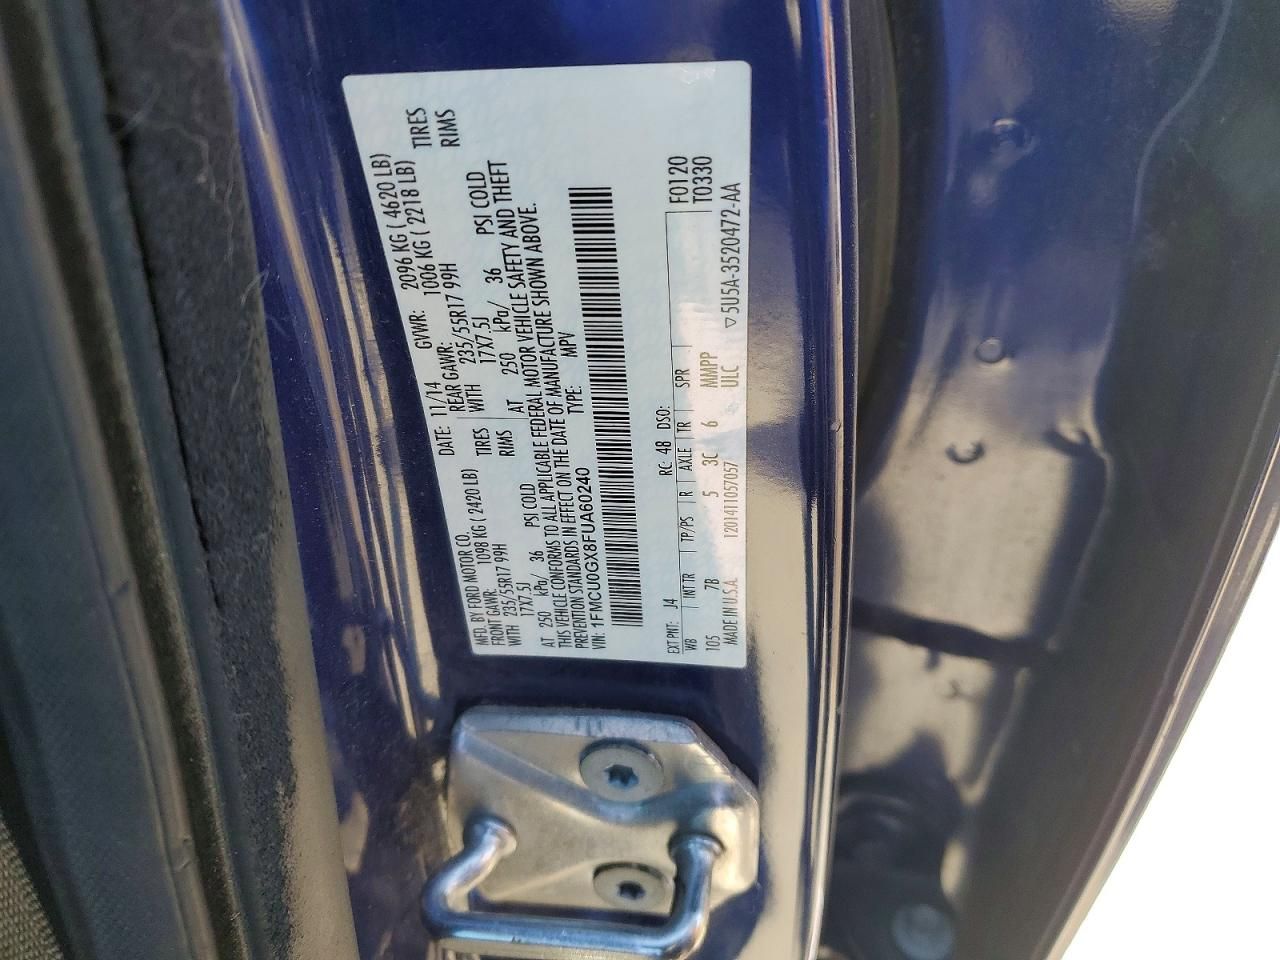 MFD. BY FORD MOTOR CO. DATE: 11/14 GVWR: 2096 KG ( 4620 LB)
FRONT GAWR: 1098 KG ( 2420 LB) REAR GAWR: 1006 KG ( 2218 LB)
WITH 235/55R17 99H TIRES WITH 235/55R17 99H TIRES
17X7.5J RIMS 17X7.5J RIMS
AT 250 kPa/ 36 PSI COLD AT 250 kPa/ 36 PSI COLD
THIS VEHICLE CONFORMS TO ALL APPLICABLE FEDERAL MOTOR VEHICLE SAFETY AND THEFT
PREVENTION STANDARDS IN EFFECT ON THE DATE OF MANUFACTURE SHOWN ABOVE.
VIN: 1FMCU0GX8FUA60240 TYPE: MPV
EXT PNT: J4 RC: 48 DSO: F0120
WB INT TR TP/PS R AXLE TR SPR T0330
105 7B 5 3C 6 MMPP
MADE IN U.S.A. 1201411057057 ULC ▽5U5A-3520472-AA